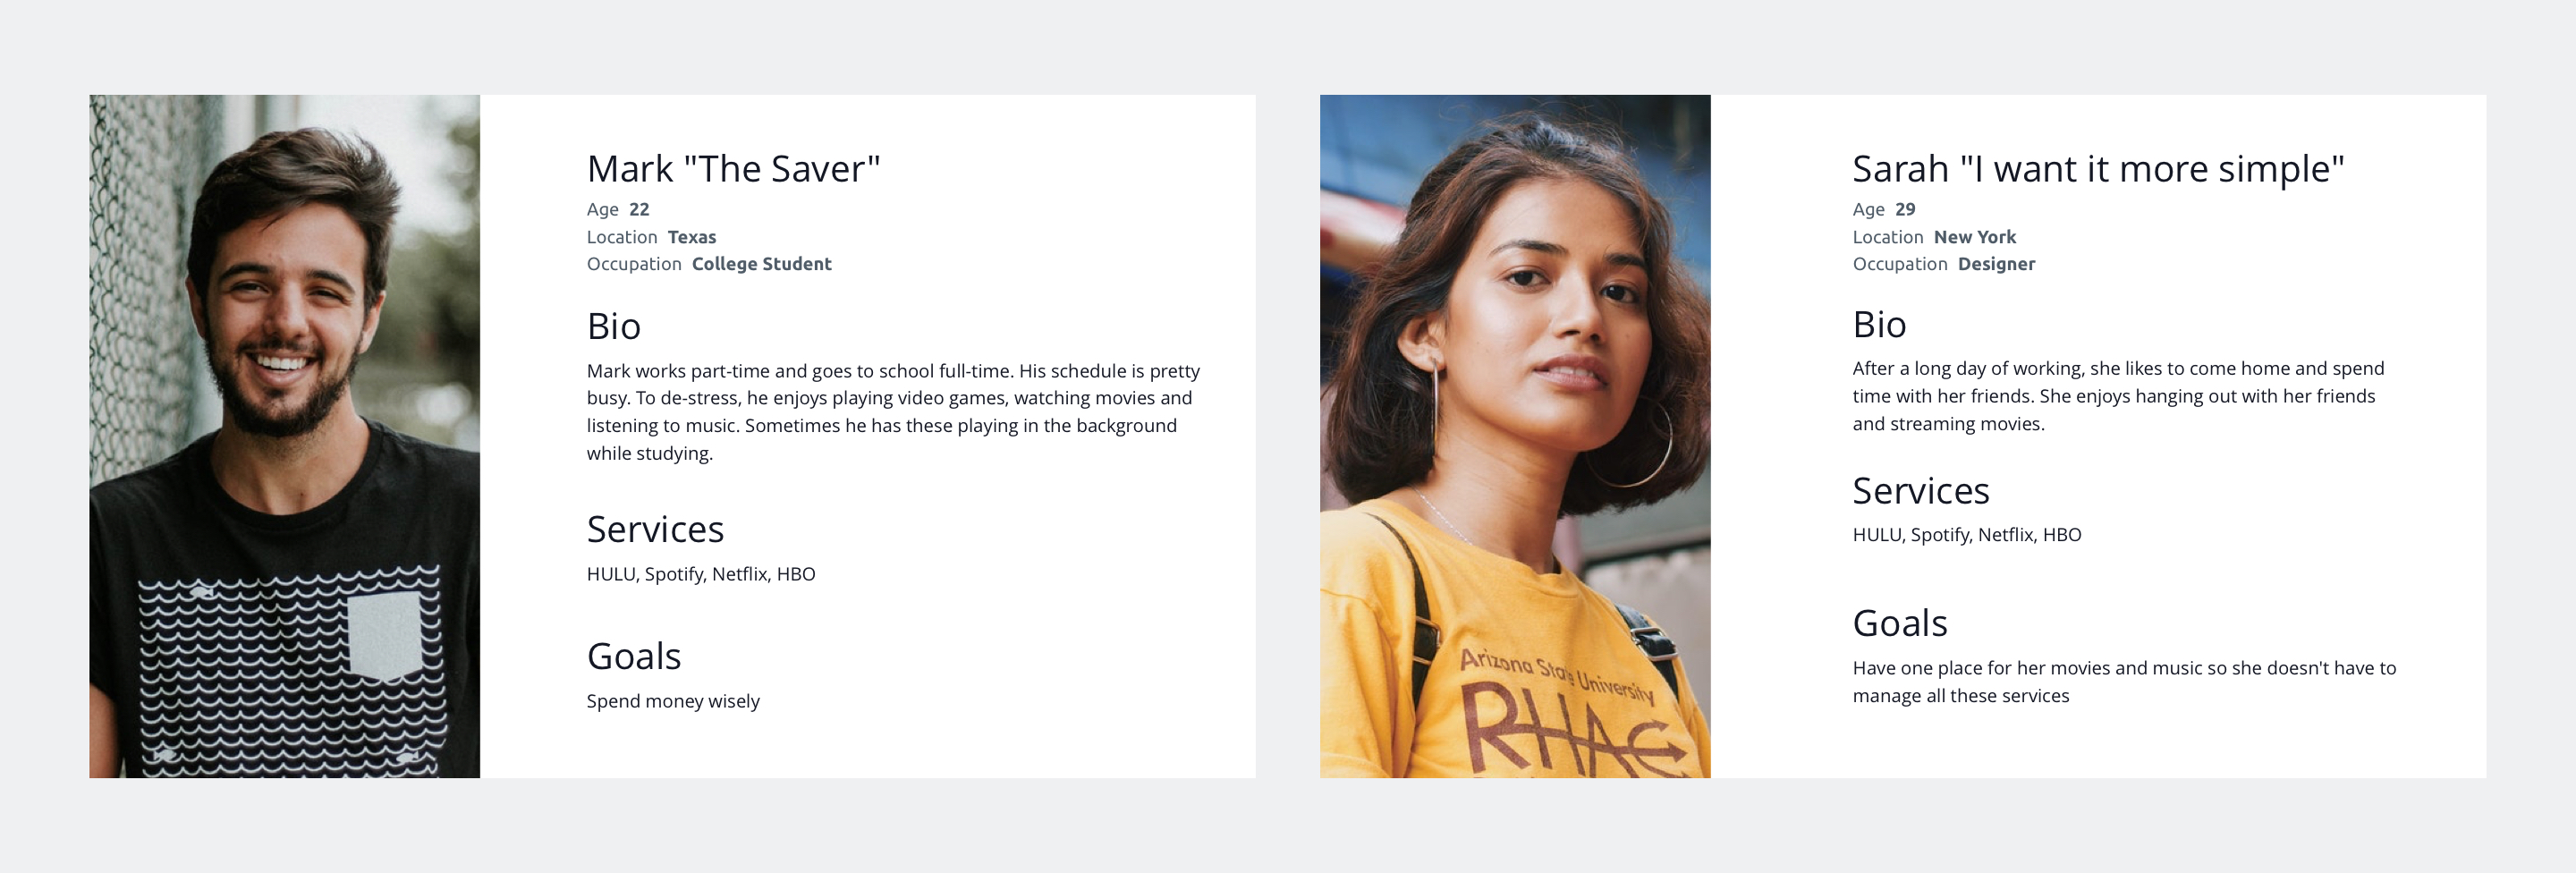 Mark "The Saver"
Age 22
Location Texas
Occupation College Student
Bio
Mark works part-time and goes to school full-time. His schedule is pretty
busy. To de-stress, he enjoys playing video games, watching movies and
listening to music. Sometimes he has these playing in the background
while studying.
Services
HULU, Spotify, Netflix, HBO
Goals
Spend money wisely
Arizona State University
RHAC
Sarah "I want it more simple"
Age 29
Location New York
Occupation Designer
Bio
After a long day of working, she likes to come home and spend
time with her friends. She enjoys hanging out with her friends
and streaming movies.
Services
HULU, Spotify, Netflix, HBO
Goals
Have one place for her movies and music so she doesn't have to
manage all these services